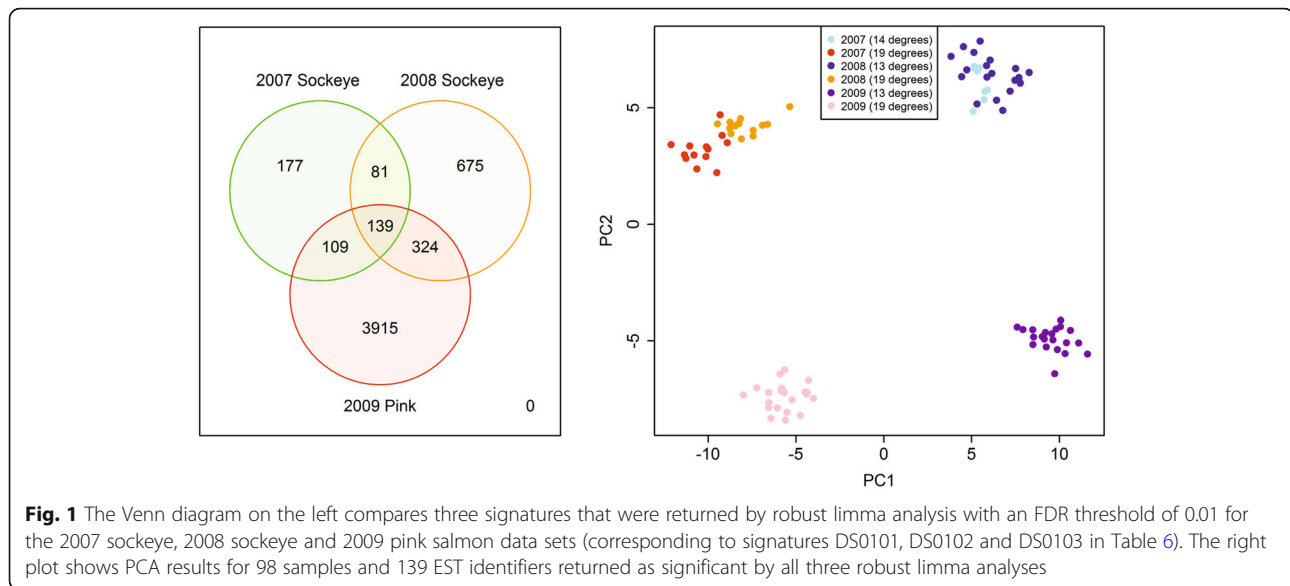 2007 Sockeye 2008 Sockeye
177 81 675
139
109 324
3915
2009 Pink 0
2007 (14 degrees)
2007 (19 degrees)
2008 (13 degrees)
2008 (19 degrees)
2009 (13 degrees)
2009 (19 degrees)
PC2
5
0
-5
-10 -5 0 5 10
PC1
Fig. 1 The Venn diagram on the left compares three signatures that were returned by robust limma analysis with an FDR threshold of 0.01 for
the 2007 sockeye, 2008 sockeye and 2009 pink salmon data sets (corresponding to signatures DS0101, DS0102 and DS0103 in Table 6). The right
plot shows PCA results for 98 samples and 139 EST identifiers returned as significant by all three robust limma analyses